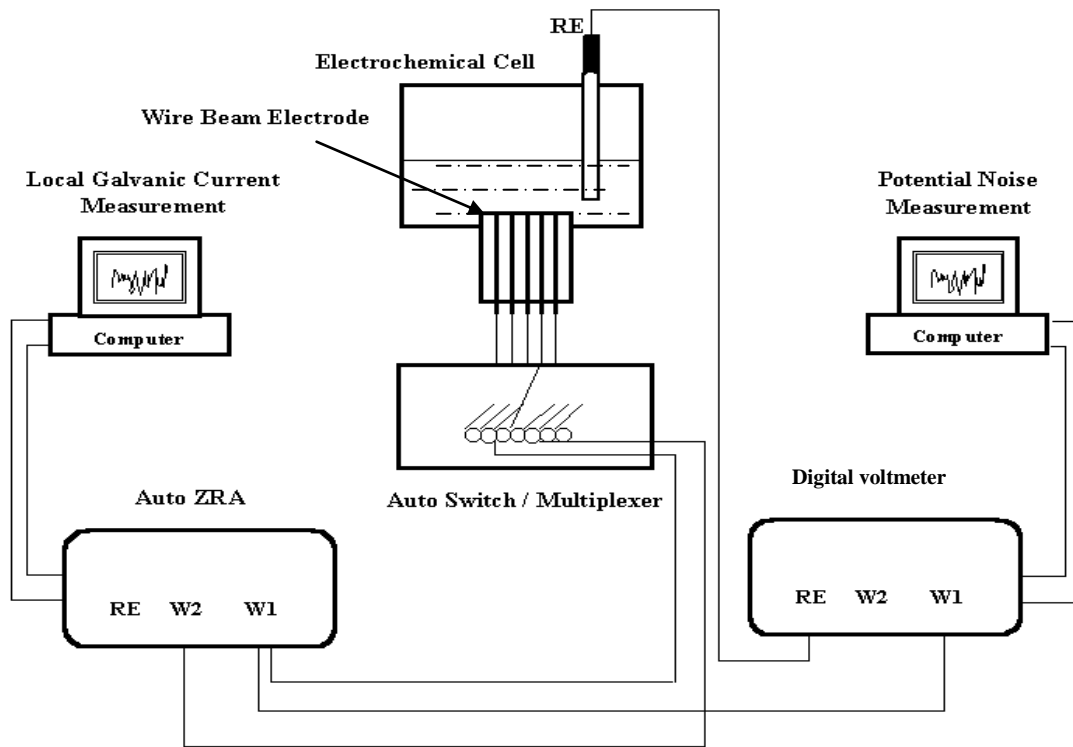 RE
Electrochemical Cell
Wire Beam Electrode
Local Galvanic Current
Measurement
Potential Noise
Measurement
Computer
Computer
Auto Switch / Multiplexer
Auto ZRA
Digital voltmeter
RE W2 W1
RE W2 W1